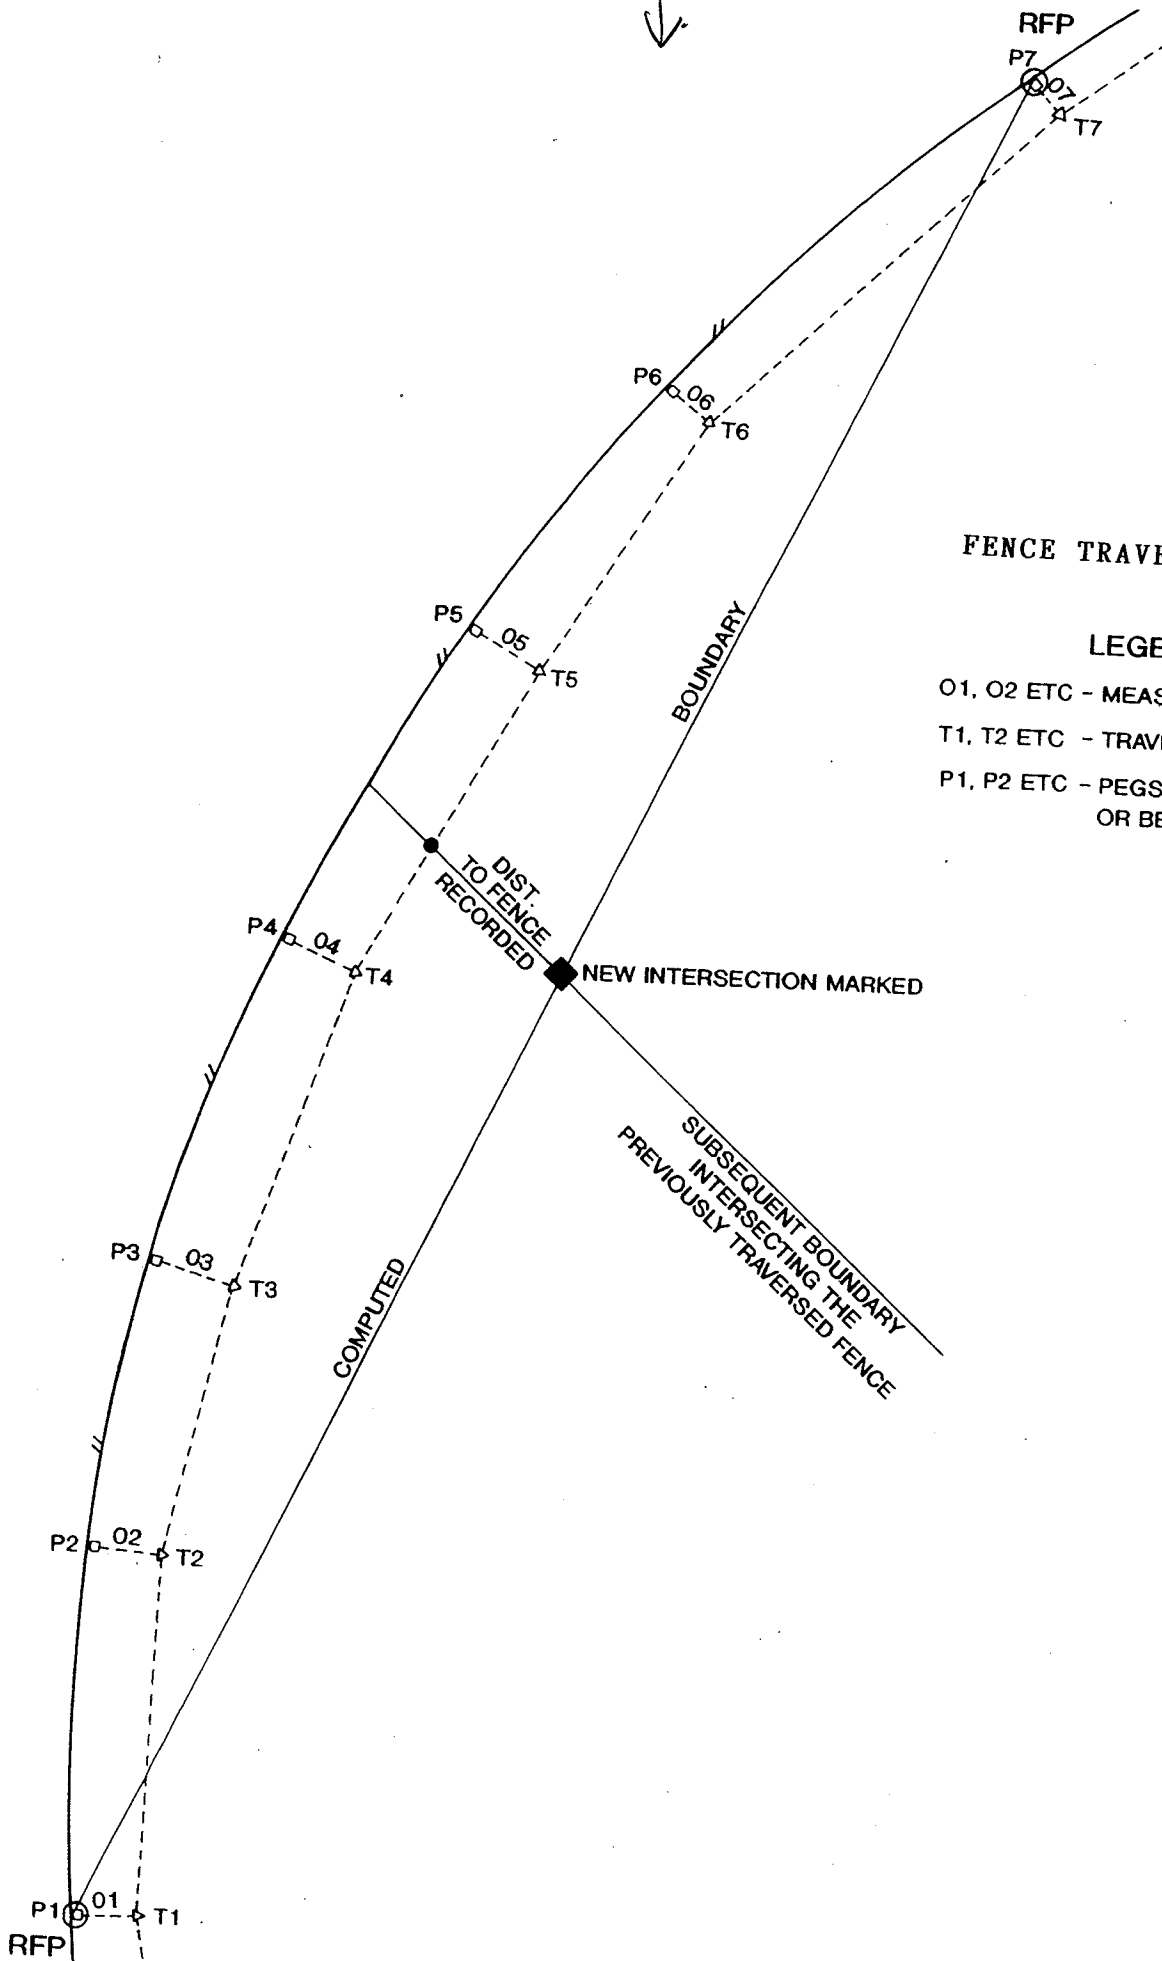 RFP
P7
O7
T7
P6
O6
T6
FENCE TRAVE
LEGE
P5
O5
T5
BOUNDARY
O1, O2 ETC - MEAS
T1, T2 ETC - TRAV
P1, P2 ETC - PEGS
OR BE
DIST.
TO FENCE
RECORDED
P4
O4
T4
NEW INTERSECTION MARKED
SUBSEQUENT BOUNDARY
INTERSECTING THE
PREVIOUSLY TRAVERSED FENCE
P3
O3
T3
COMPUTED
P2
O2
T2
P1
O1
T1
RFP